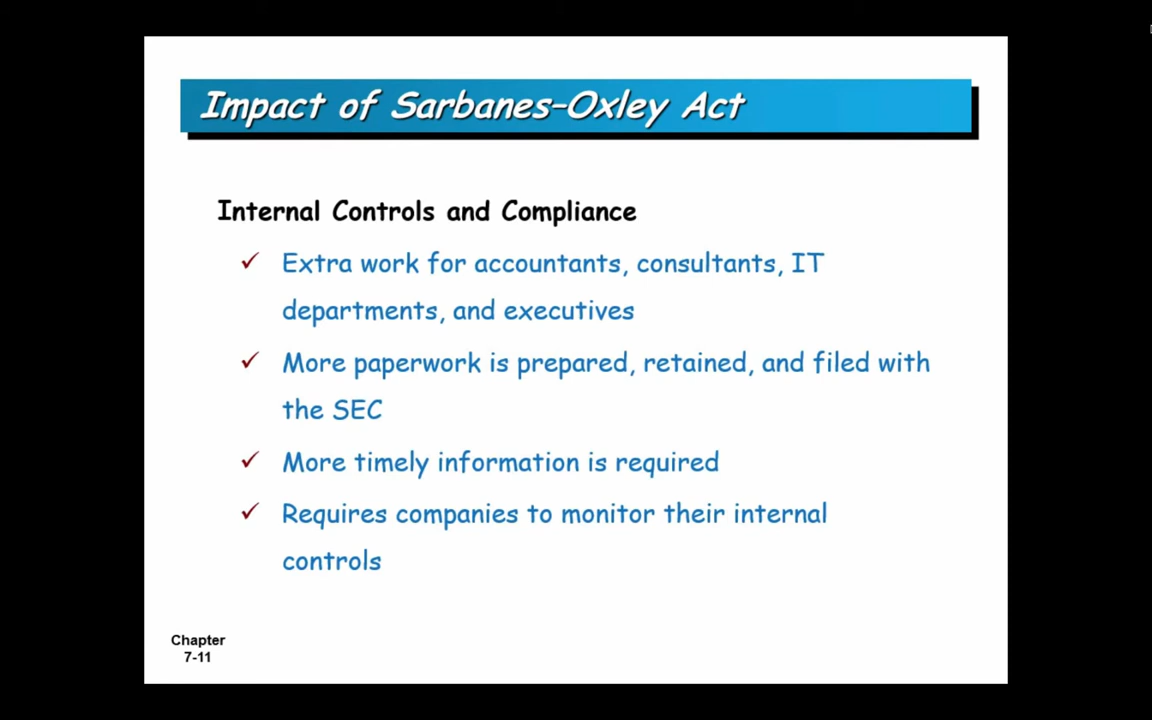 Impact of Sarbanes–Oxley Act
Internal Controls and Compliance
✓ Extra work for accountants, consultants, IT
departments, and executives
✓ More paperwork is prepared, retained, and filed with
the SEC
✓ More timely information is required
✓ Requires companies to monitor their internal
controls
Chapter
7-11